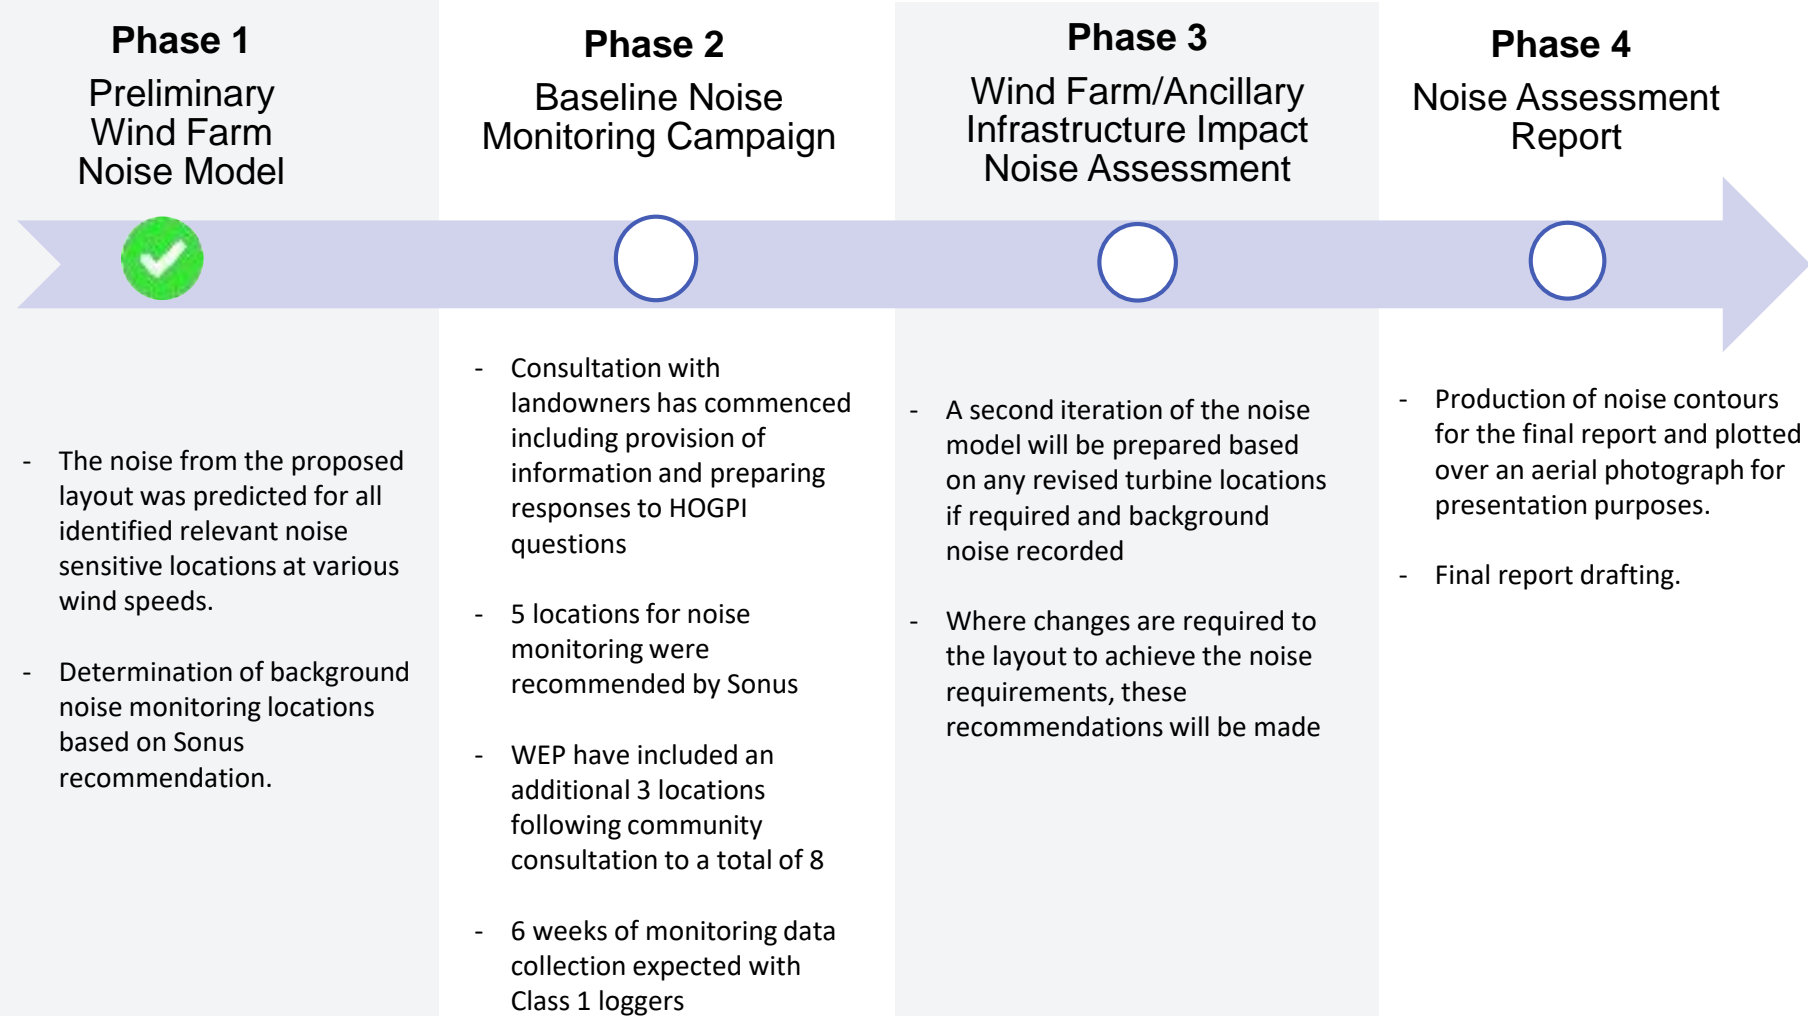 Phase 1
Preliminary
Wind Farm
Noise Model
- The noise from the proposed
layout was predicted for all
identified relevant noise
sensitive locations at various
wind speeds.
- Determination of background
noise monitoring locations
based on Sonus
recommendation.
Phase 2
Baseline Noise
Monitoring Campaign
- Consultation with
landowners has commenced
including provision of
information and preparing
responses to HOGPI
questions
- 5 locations for noise
monitoring were
recommended by Sonus
- WEP have included an
additional 3 locations
following community
consultation to a total of 8
- 6 weeks of monitoring data
collection expected with
Class 1 loggers
Phase 3
Wind Farm/Ancillary
Infrastructure Impact
Noise Assessment
- A second iteration of the noise
model will be prepared based
on any revised turbine locations
if required and background
noise recorded
- Where changes are required to
the layout to achieve the noise
requirements, these
recommendations will be made
Phase 4
Noise Assessment
Report
- Production of noise contours
for the final report and plotted
over an aerial photograph for
presentation purposes.
- Final report drafting.